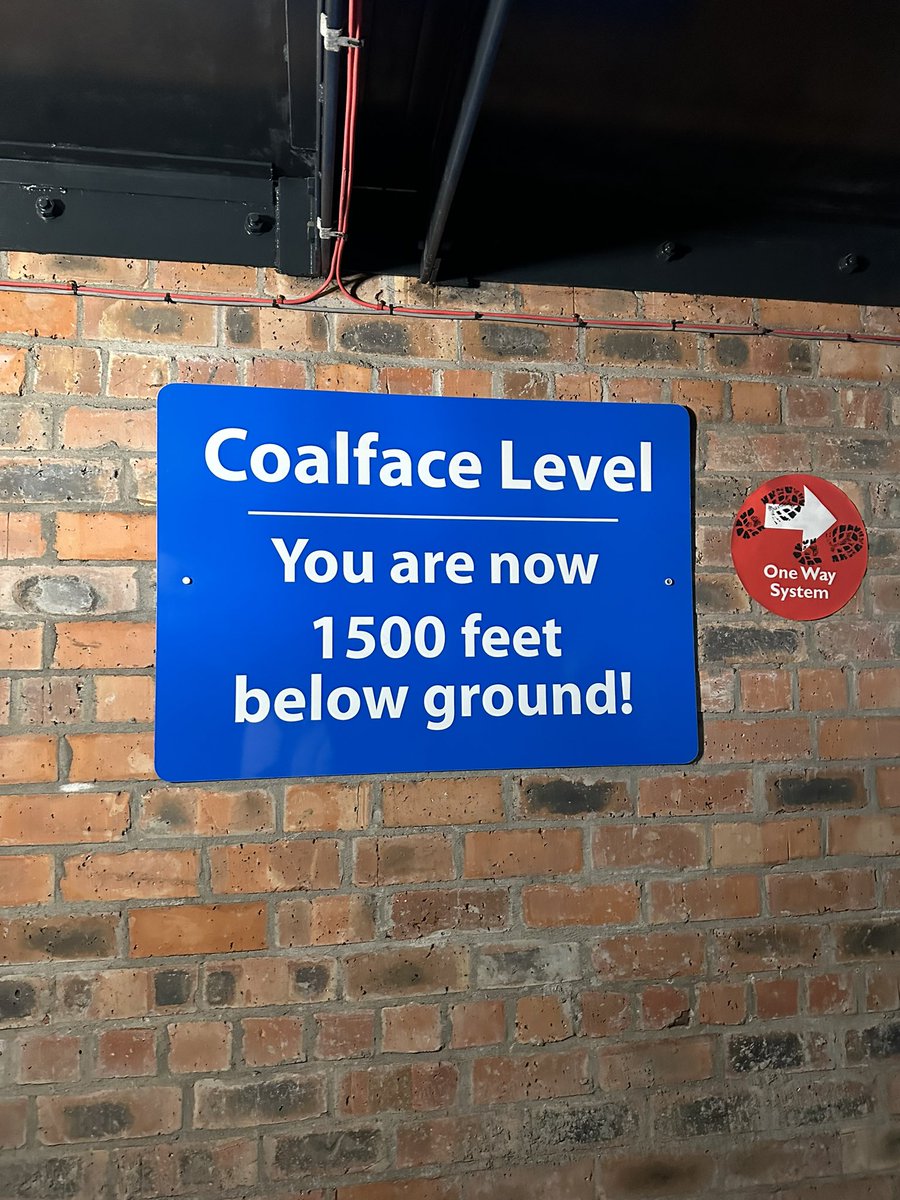 Coalface Level
You are now
1500 feet
below ground!
One Way
System